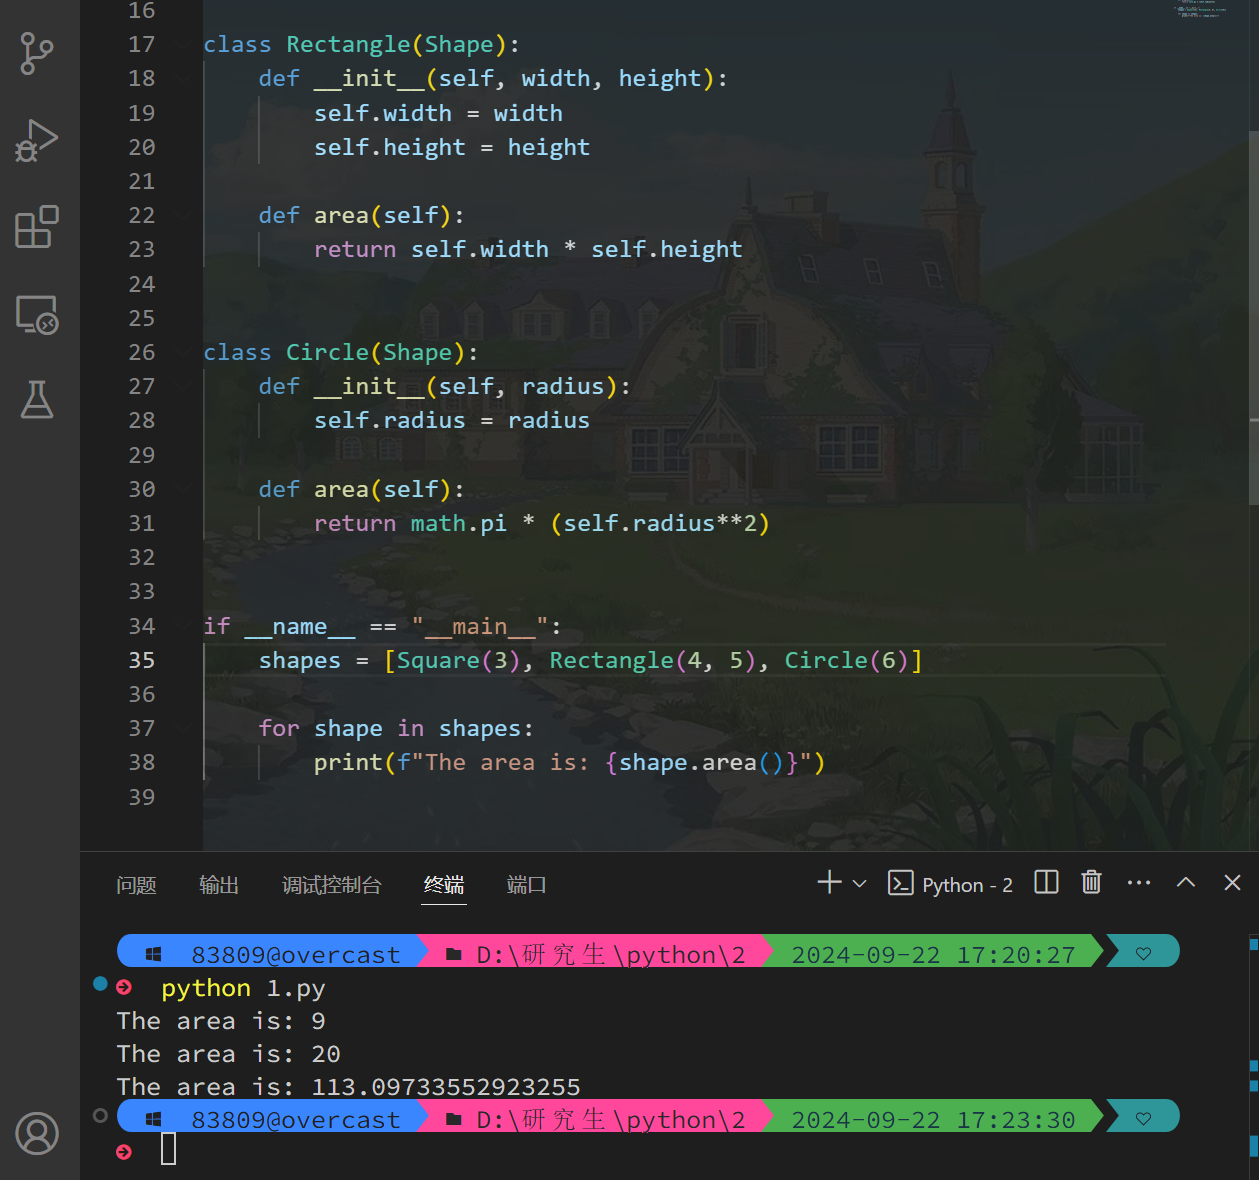 16
17 class Rectangle(Shape):
18     def __init__(self, width, height):
19         self.width = width
20         self.height = height
21
22     def area(self):
23         return self.width * self.height
24
25
26 class Circle(Shape):
27     def __init__(self, radius):
28         self.radius = radius
29
30     def area(self):
31         return math.pi * (self.radius**2)
32
33
34 if __name__ == "__main__":
35     shapes = [Square(3), Rectangle(4, 5), Circle(6)]
36
37     for shape in shapes:
38         print(f"The area is: {shape.area()}")
39
问题 输出 调试控制台 终端 端口 Python - 2
83809@overcast D:\研究生\python\2 2024-09-22 17:20:27
python 1.py
The area is: 9
The area is: 20
The area is: 113.09733552923255
83809@overcast D:\研究生\python\2 2024-09-22 17:23:30